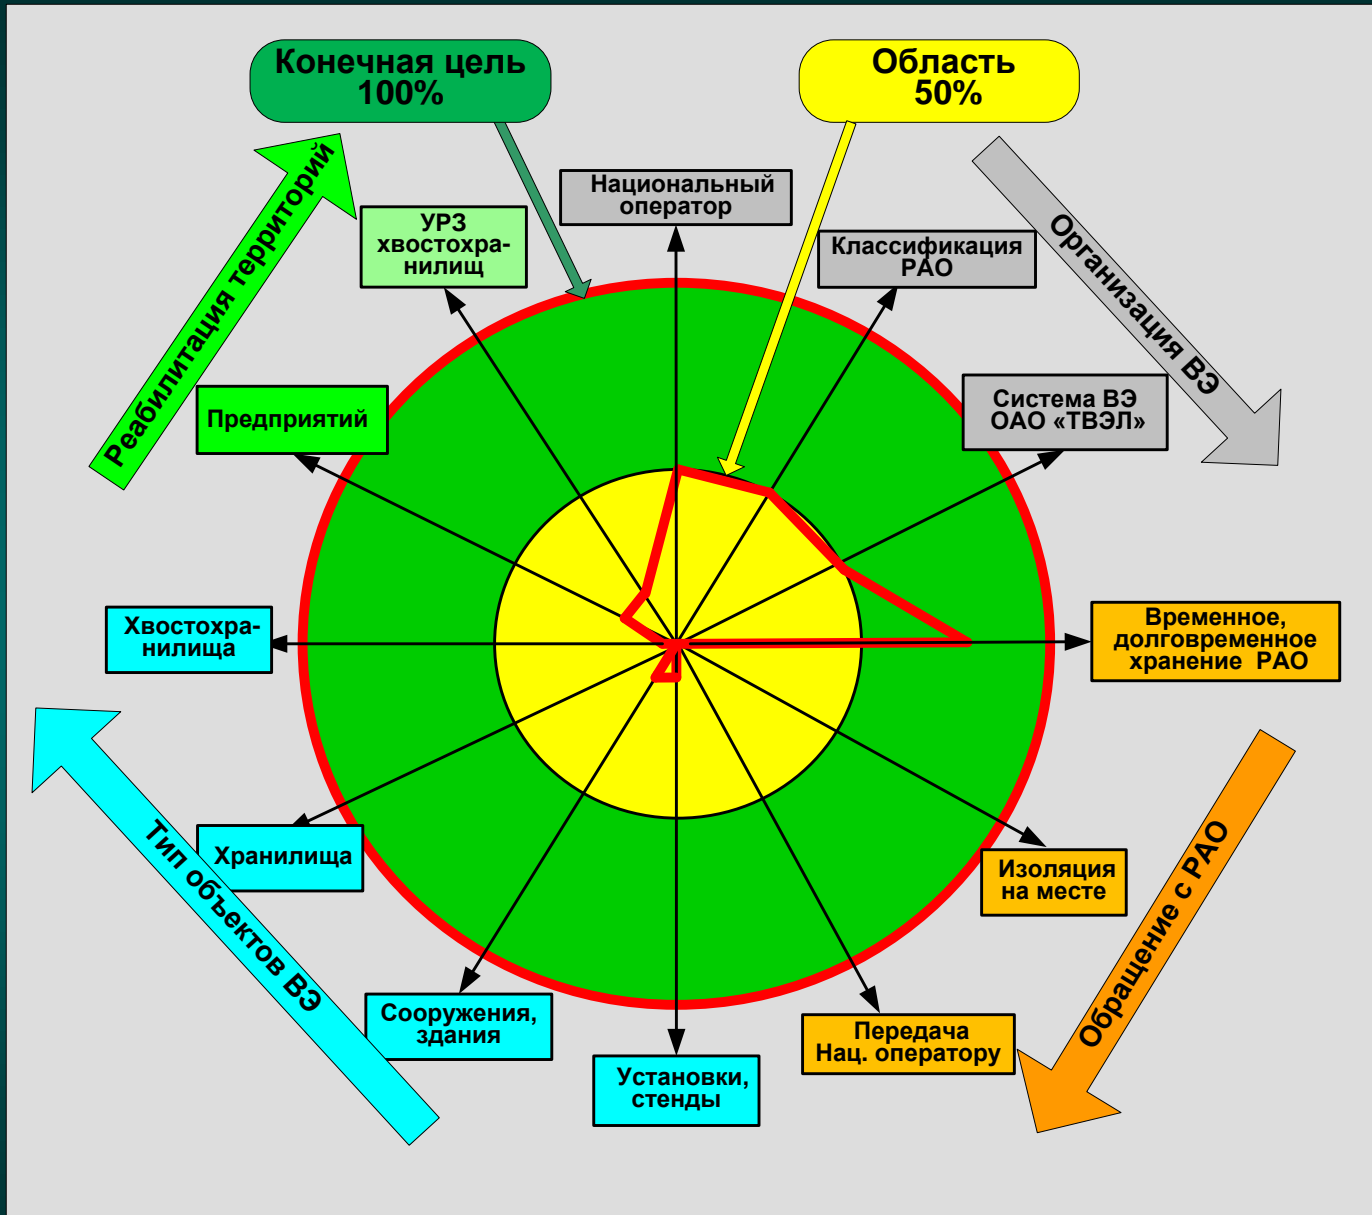 Конечная цель
100%
Область
50%
Реабилитация территорий
Организация ВЭ
Национальный
оператор
УРЗ
хвостохра-
нилищ
Классификация
РАО
Предприятий
Система ВЭ
ОАО «ТВЭЛ»
Хвостохра-
нилища
Временное,
долговременное
хранение РАО
Хранилища
Изоляция
на месте
Тип объектов ВЭ
Обращение с РАО
Сооружения,
здания
Передача
Нац. оператору
Установки,
стенды